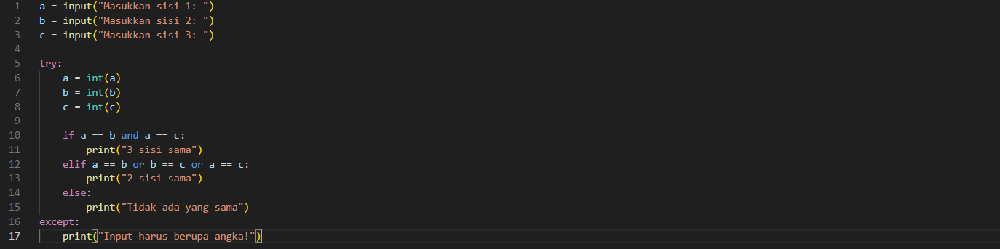 1 a = input("Masukkan sisi 1: ")
2 b = input("Masukkan sisi 2: ")
3 c = input("Masukkan sisi 3: ")
4
5 try:
6     a = int(a)
7     b = int(b)
8     c = int(c)
9
10     if a == b and a == c:
11         print("3 sisi sama")
12     elif a == b or b == c or a == c:
13         print("2 sisi sama")
14     else:
15         print("Tidak ada yang sama")
16 except:
17     print("Input harus berupa angka!")